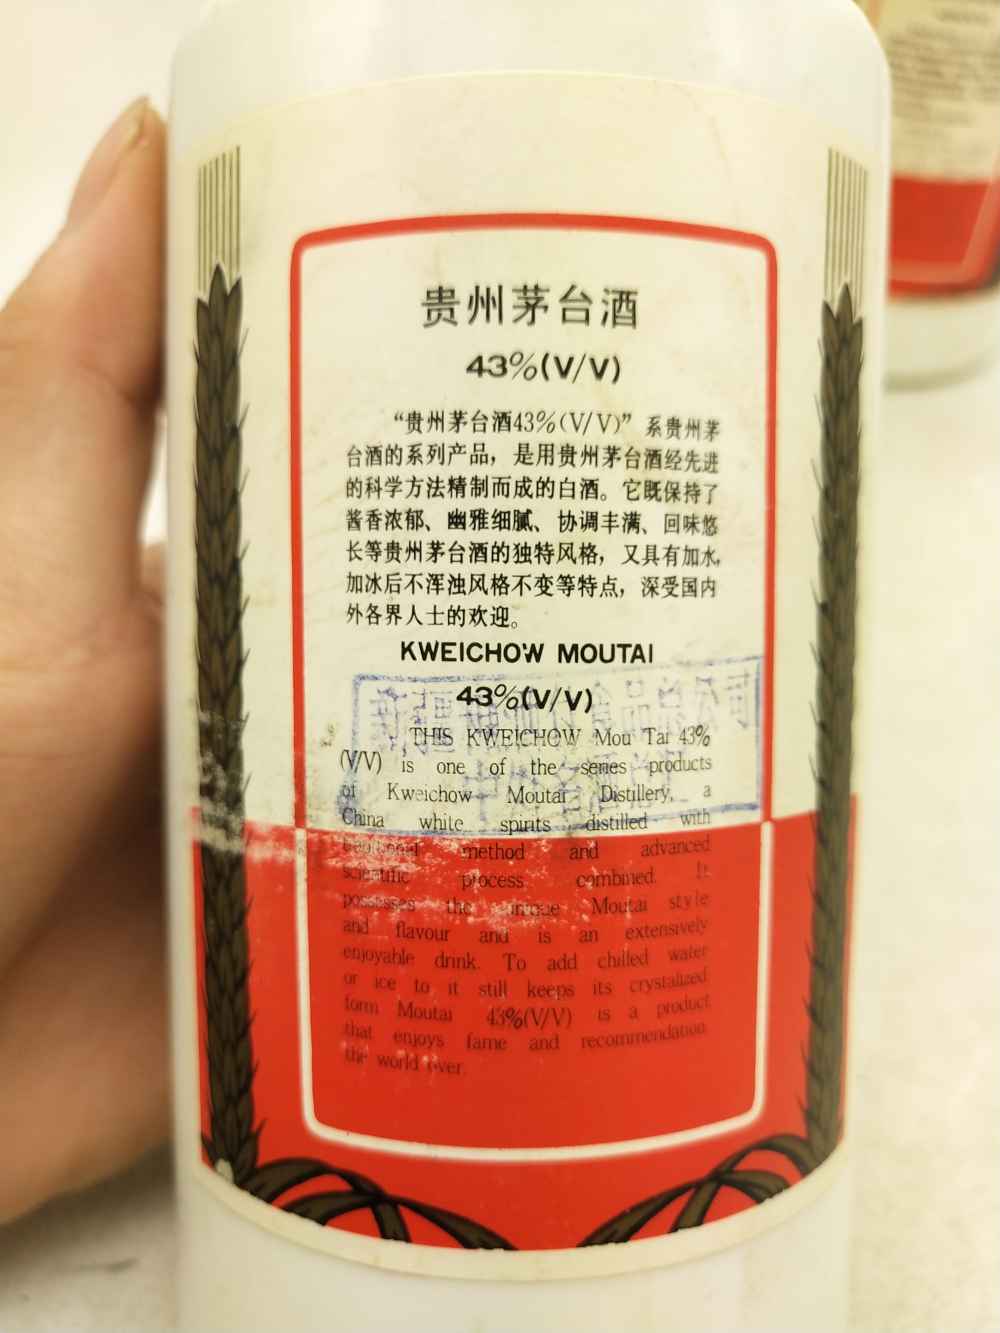 贵州茅台酒
43%(V/V)
“贵州茅台酒43%(V/V)”系贵州茅
台酒的系列产品，是用贵州茅台酒经先进
的科学方法精制而成的白酒。它既保持了
酱香浓郁、幽雅细腻、协调丰满、回味悠
长等贵州茅台酒的独特风格，又具有加水,
加冰后不浑浊风格不变等特点，深受国内
外各界人士的欢迎。
KWEICHOW MOUTAI
43%(V/V)
THIS KWEICHOW Mou Tai 43%
(V/V) is one of the series products
of Kweichow Moutai Distillery, a
China white spirits distilled with
traditional method and advanced
scientific process combined. It
possesses the unique Moutai style
and flavour and is an extensively
enjoyable drink. To add chilled water
or ice to it still keeps its crystalized
form Moutai 43%(V/V) is a product
that enjoys fame and recommendation
the world over.